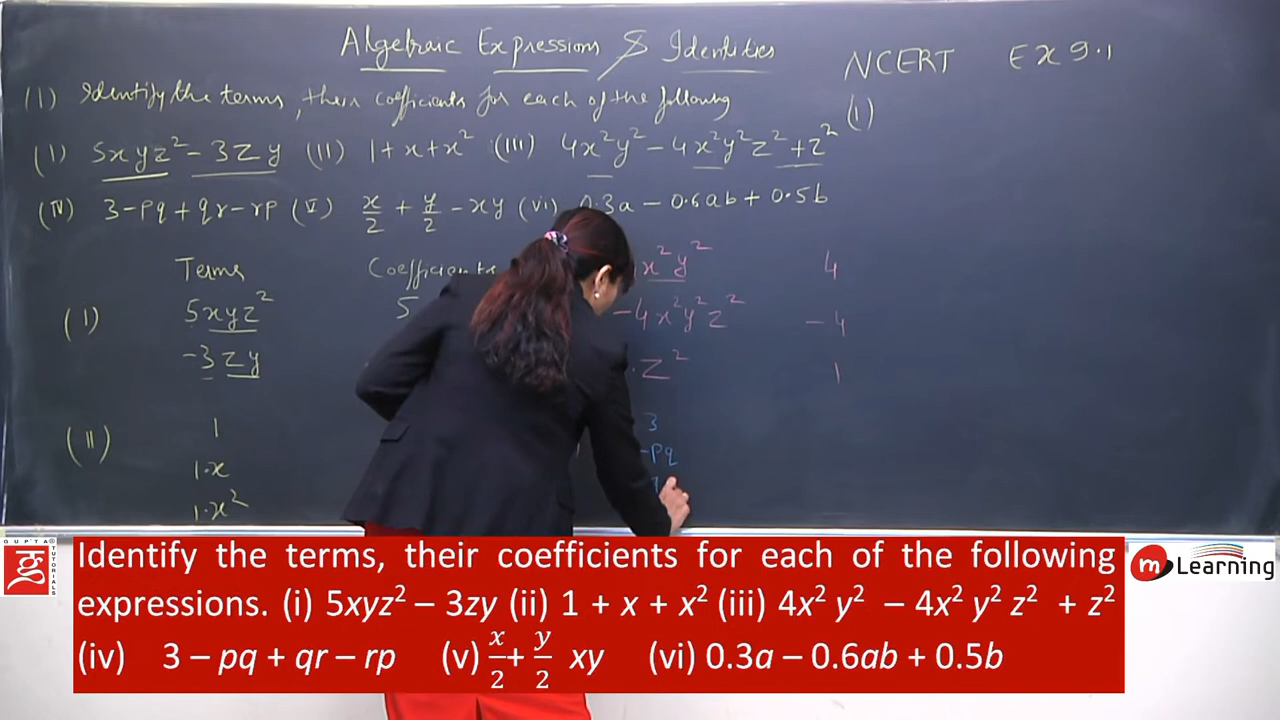 Algebraic Expressions & Identities
NCERT Ex 9.1
(1) Identify the terms, their coefficients for each of the following
(1)
(I) 5xyz² - 3zy (II) 1+x+x² (III) 4x²y² - 4x²y²z² + z²
(IV) 3-pq+qr-rp (V) x/2 + y/2 - xy (vi) 0.3a - 0.6ab + 0.5b
Terms Coefficients x²y² 4
(I) 5xyz² 5 -4x²y²z² -4
-3zy z² 1
(II) 1 3
1·x -pq
1·x²
GUPTA® TUTORIALS
Identify the terms, their coefficients for each of the following
expressions. (i) 5xyz² – 3zy (ii) 1 + x + x² (iii) 4x² y² – 4x² y² z² + z²
(iv) 3 – pq + qr – rp (v) x/2 + y/2 xy (vi) 0.3a – 0.6ab + 0.5b
m Learning